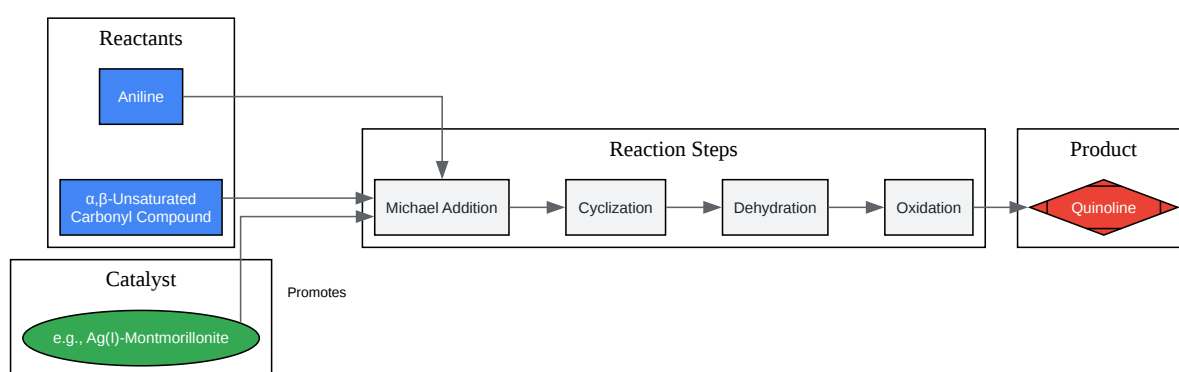 Reactants
Aniline
α,β-Unsaturated
Carbonyl Compound
Catalyst
e.g., Ag(I)-Montmorillonite
Promotes
Reaction Steps
Michael Addition
Cyclization
Dehydration
Oxidation
Product
Quinoline